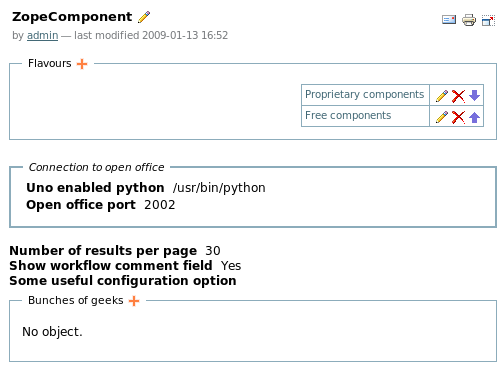 ZopeComponent
by admin — last modified 2009-01-13 16:52
Flavours
Proprietary components
Free components
Connection to open office
Uno enabled python /usr/bin/python
Open office port 2002
Number of results per page 30
Show workflow comment field Yes
Some useful configuration option
Bunches of geeks
No object.